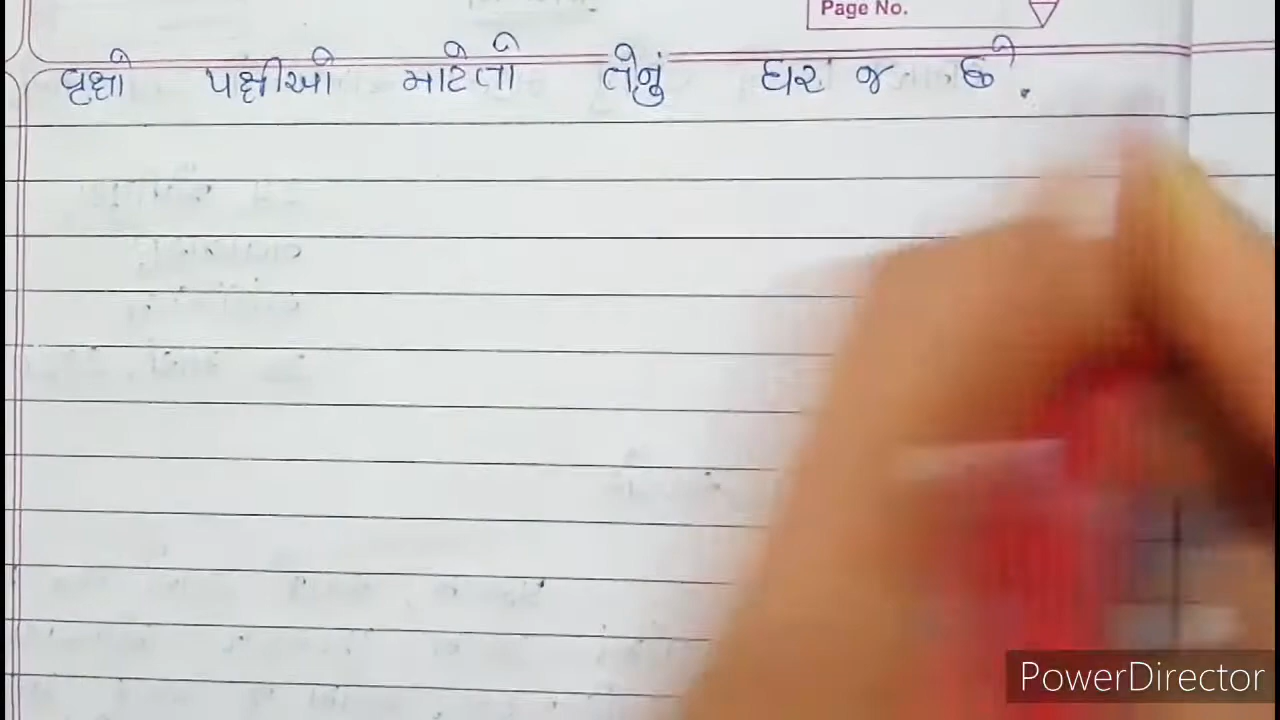 Page No.
વૃક્ષો પક્ષીઓ માટેતો તેનું ઘર જ છે.
PowerDirector